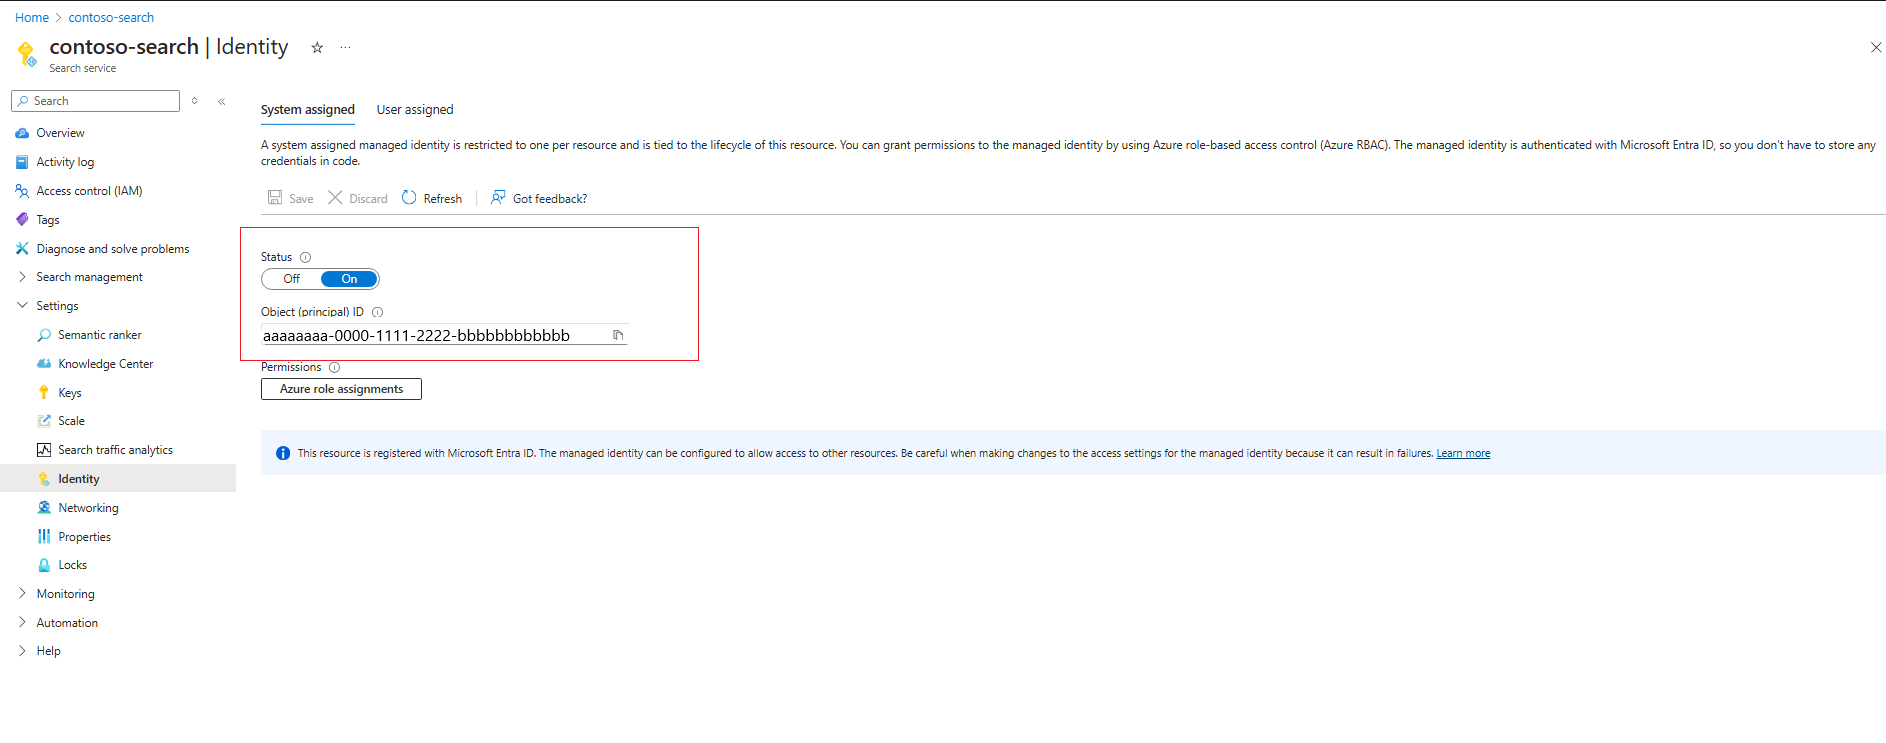 Home > contoso-search
contoso-search | Identity
Search service
Search
Overview
Activity log
Access control (IAM)
Tags
Diagnose and solve problems
Search management
Settings
Semantic ranker
Knowledge Center
Keys
Scale
Search traffic analytics
Identity
Networking
Properties
Locks
Monitoring
Automation
Help
System assigned User assigned
A system assigned managed identity is restricted to one per resource and is tied to the lifecycle of this resource. You can grant permissions to the managed identity by using Azure role-based access control (Azure RBAC). The managed identity is authenticated with Microsoft Entra ID, so you don't have to store any
credentials in code.
Save Discard Refresh Got feedback?
Status
Off On
Object (principal) ID
aaaaaaaa-0000-1111-2222-bbbbbbbbbbbb
Permissions
Azure role assignments
This resource is registered with Microsoft Entra ID. The managed identity can be configured to allow access to other resources. Be careful when making changes to the access settings for the managed identity because it can result in failures. Learn more